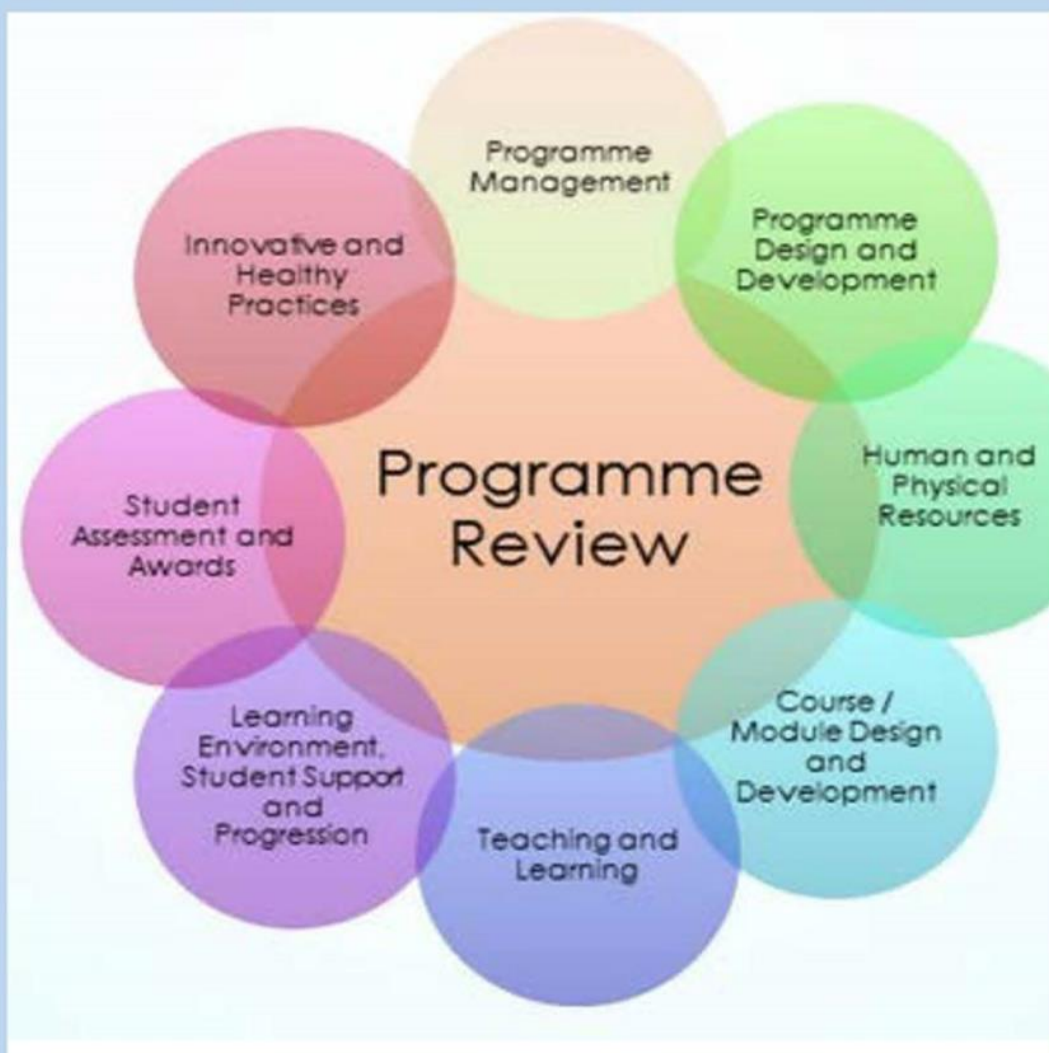 Programme
Management
Programme
Design and
Development
Human and
Physical
Resources
Course /
Module Design
and
Development
Teaching and
Learning
Learning
Environment,
Student Support
and
Progression
Student
Assessment and
Awards
Innovative and
Healthy
Practices
Programme
Review